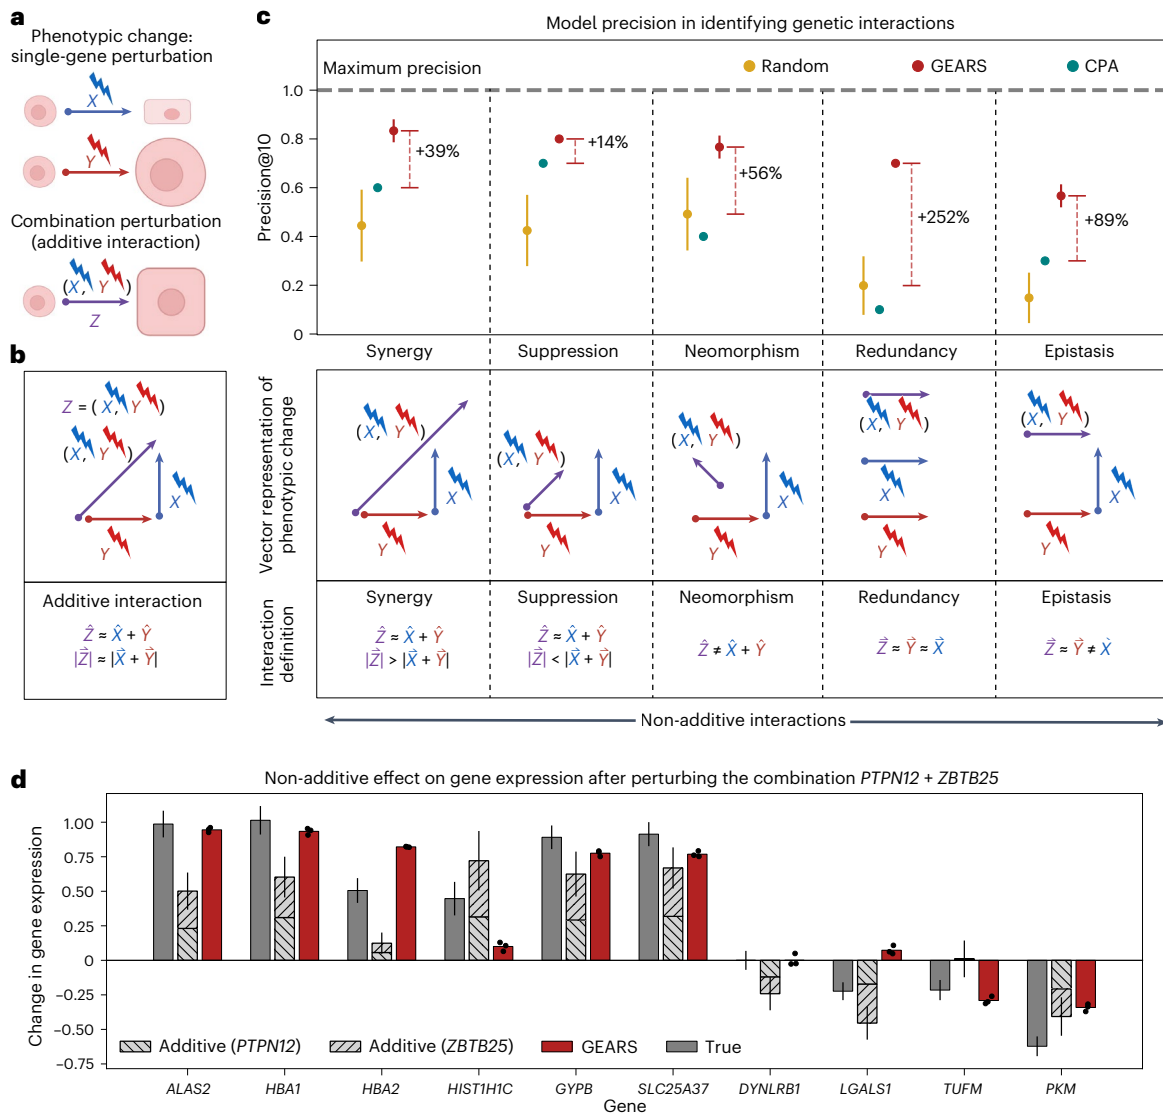 a
Phenotypic change:
single-gene perturbation
X
Y
Combination perturbation
(additive interaction)
(X, Y)
Z
b
Z = (X, Y)
(X, Y)
X
Y
Additive interaction
Ẑ ≈ X̂ + Ŷ
|Z⃗| ≈ |X⃗ + Y⃗|
c
Model precision in identifying genetic interactions
Maximum precision
Random
GEARS
CPA
Precision@10
1.0
0.8
0.6
0.4
0.2
0
+39%
+14%
+56%
+252%
+89%
Synergy
Suppression
Neomorphism
Redundancy
Epistasis
Vector representation of
phenotypic change
(X, Y)
X
Y
(X, Y)
X
Y
(X, Y)
X
Y
(X, Y)
X
Y
(X, Y)
X
Y
Interaction
definition
Synergy
Ẑ ≈ X̂ + Ŷ
|Z⃗| > |X⃗ + Y⃗|
Suppression
Ẑ ≈ X̂ + Ŷ
|Z⃗| < |X⃗ + Y⃗|
Neomorphism
Ẑ ≠ X̂ + Ŷ
Redundancy
Z⃗ ≈ Y⃗ ≈ X⃗
Epistasis
Z⃗ ≈ Y⃗ ≠ X⃗
Non-additive interactions
d
Non-additive effect on gene expression after perturbing the combination PTPN12 + ZBTB25
Change in gene expression
1.00
0.75
0.50
0.25
0
−0.25
−0.50
−0.75
Additive (PTPN12)
Additive (ZBTB25)
GEARS
True
ALAS2
HBA1
HBA2
HIST1H1C
GYPB
SLC25A37
DYNLRB1
LGALS1
TUFM
PKM
Gene